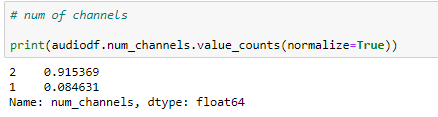 # num of channels
print(audiodf.num_channels.value_counts(normalize=True))
2    0.915369
1    0.084631
Name: num_channels, dtype: float64